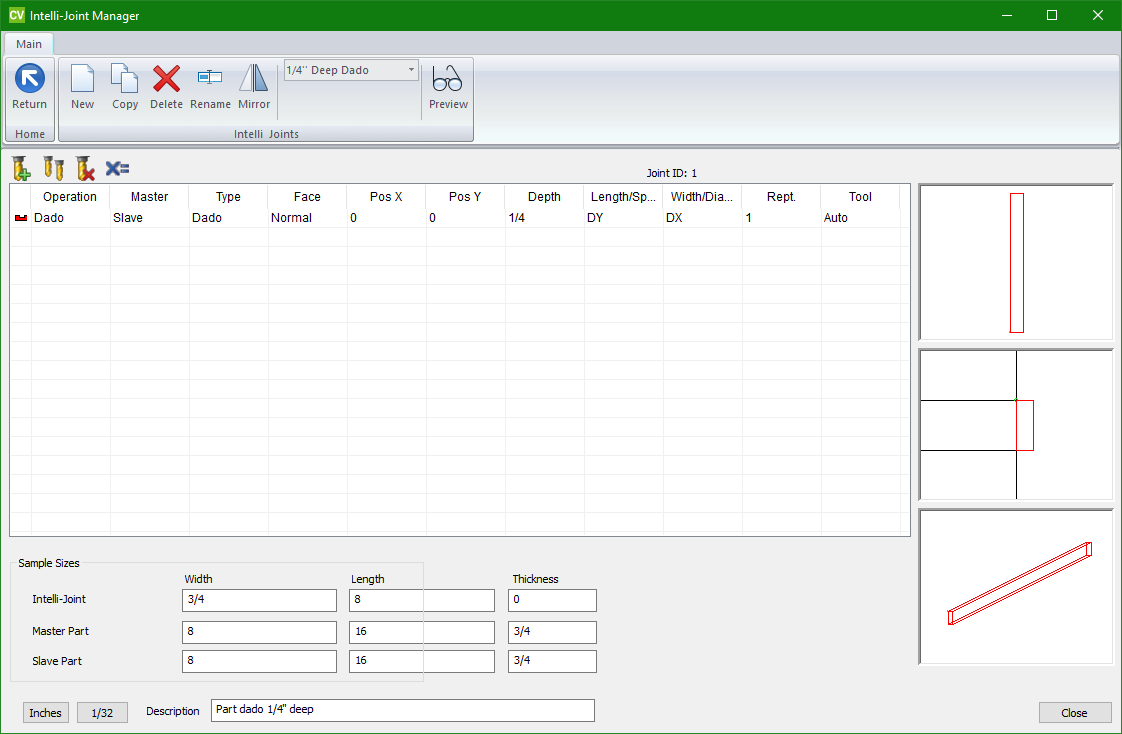 CV Intelli-Joint Manager
Main
Return New Copy Delete Rename Mirror 1/4" Deep Dado Preview
Home Intelli Joints
Joint ID: 1
Operation Master Type Face Pos X Pos Y Depth Length/Sp... Width/Dia... Rept. Tool
Dado Slave Dado Normal 0 0 1/4 DY DX 1 Auto
Sample Sizes
Width Length Thickness
Intelli-Joint 3/4 8 0
Master Part 8 16 3/4
Slave Part 8 16 3/4
Inches 1/32 Description Part dado 1/4" deep Close